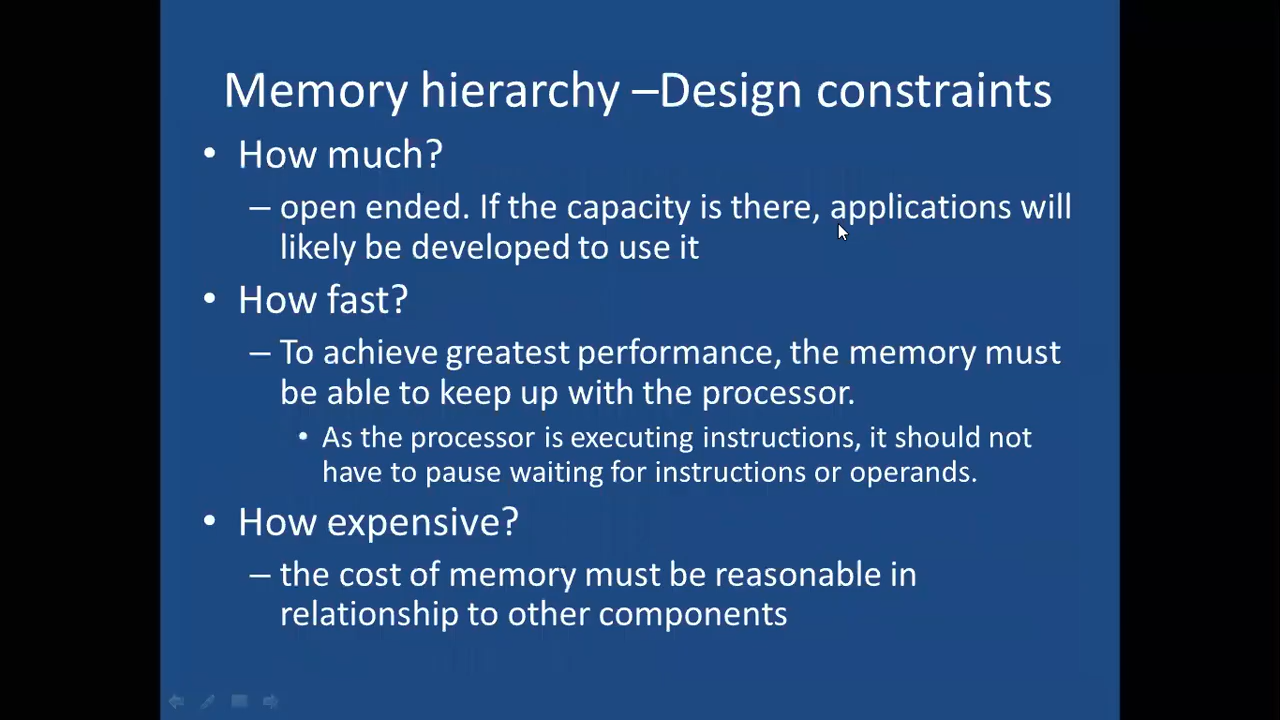 Memory hierarchy –Design constraints
• How much?
– open ended. If the capacity is there, applications will
likely be developed to use it
• How fast?
– To achieve greatest performance, the memory must
be able to keep up with the processor.
• As the processor is executing instructions, it should not
have to pause waiting for instructions or operands.
• How expensive?
– the cost of memory must be reasonable in
relationship to other components